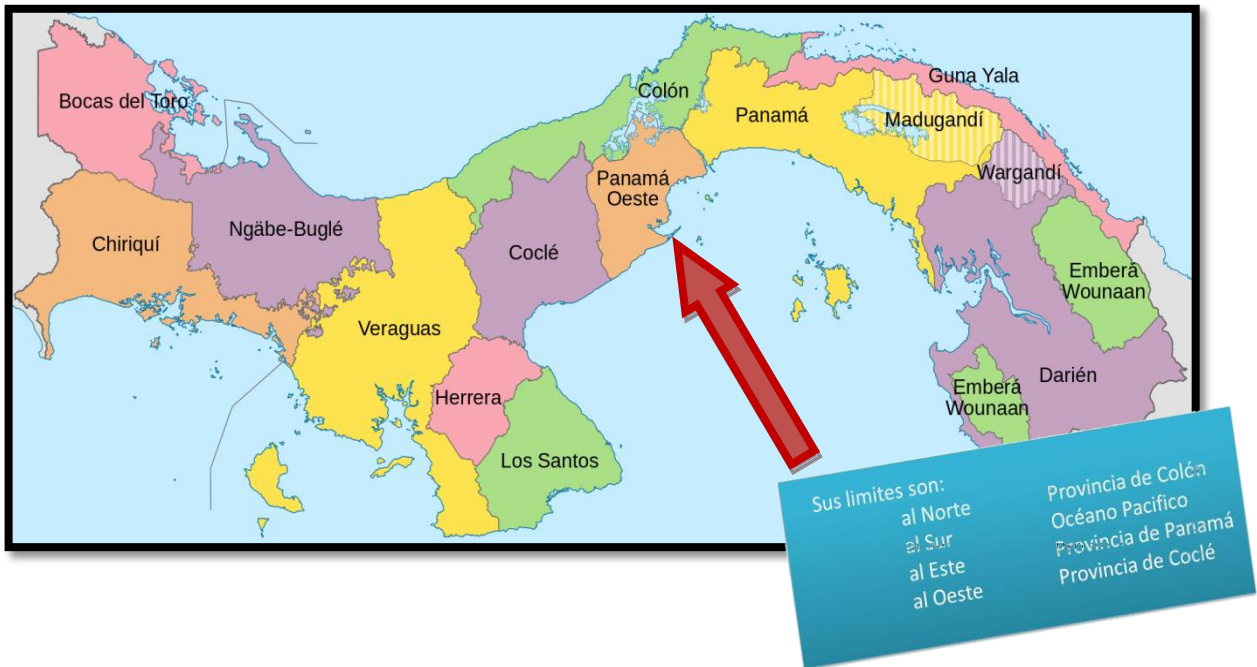 Bocas del Toro
Colón
Guna Yala
Panamá
Madugandí
Wargandí
Panamá
Oeste
Chiriquí
Ngäbe-Buglé
Coclé
Emberá
Wounaan
Veraguas
Herrera
Darién
Emberá
Wounaan
Los Santos
Sus limites son:
al Norte Provincia de Colón
al Sur Océano Pacifico
al Este Provincia de Panamá
al Oeste Provincia de Coclé